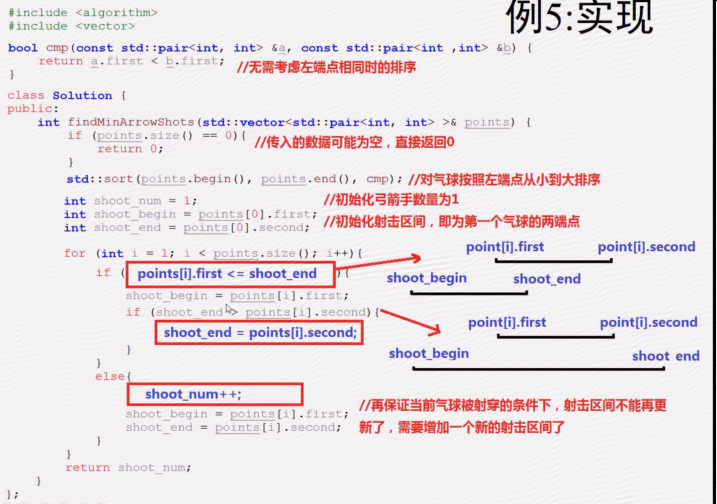 例5:实现
#include <algorithm>
#include <vector>
bool cmp(const std::pair<int, int> &a, const std::pair<int ,int> &b) {
return a.first < b.first; //无需考虑左端点相同时的排序
}
class Solution {
public:
int findMinArrowShots(std::vector<std::pair<int, int> >& points) {
if (points.size() == 0){ //传入的数据可能为空，直接返回0
return 0;
}
std::sort(points.begin(), points.end(), cmp); //对气球按照左端点从小到大排序
int shoot_num = 1; //初始化弓箭手数量为1
int shoot_begin = points[0].first; //初始化射击区间，即为第一个气球的两端点
int shoot_end = points[0].second;
for (int i = 1; i < points.size(); i++){
if ( points[i].first <= shoot_end ){
shoot_begin = points[i].first;
if (shoot_end > points[i].second){
shoot_end = points[i].second;
}
}
else{
shoot_num++;
shoot_begin = points[i].first;
shoot_end = points[i].second;
}
}
return shoot_num;
}
};
point[i].first point[i].second
shoot_begin shoot_end
point[i].first point[i].second
shoot_begin shoot end
//再保证当前气球被射穿的条件下，射击区间不能再更
新了，需要增加一个新的射击区间了